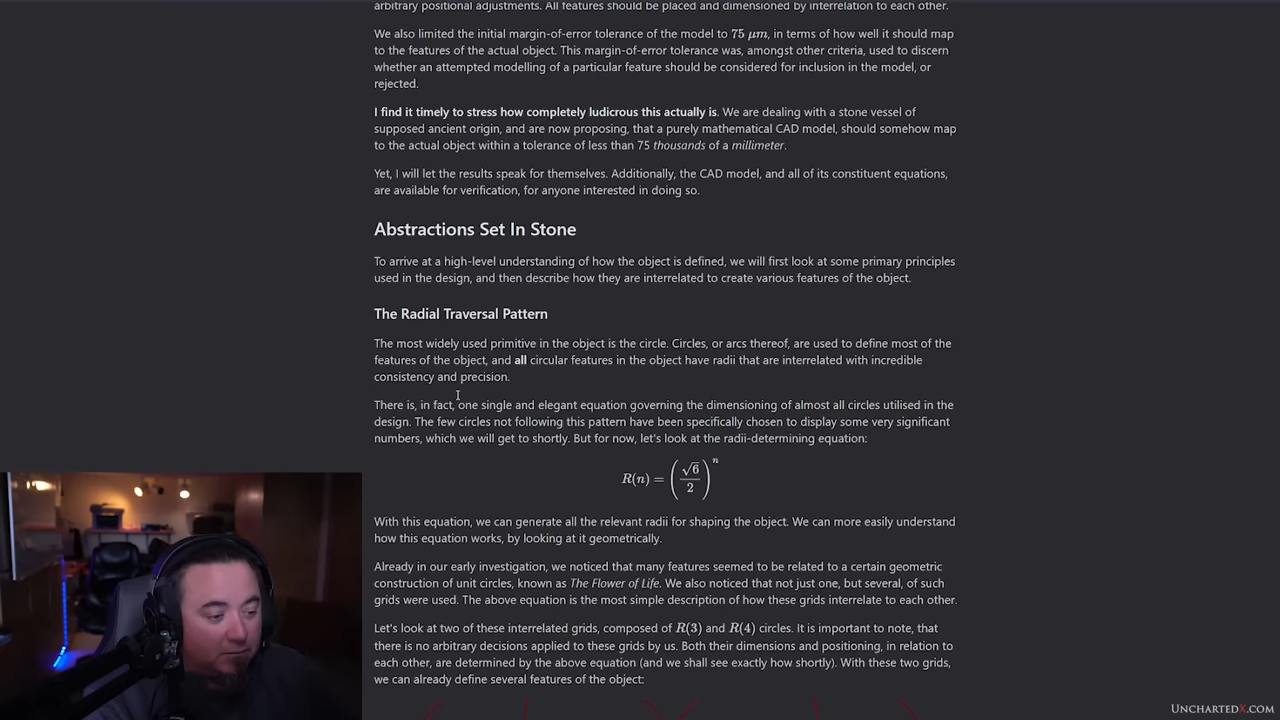 arbitrary positional adjustments. All features should be placed and dimensioned by interrelation to each other.
We also limited the initial margin-of-error tolerance of the model to 75 μm, in terms of how well it should map
to the features of the actual object. This margin-of-error tolerance was, amongst other criteria, used to discern
whether an attempted modelling of a particular feature should be considered for inclusion in the model, or
rejected.
I find it timely to stress how completely ludicrous this actually is. We are dealing with a stone vessel of
supposed ancient origin, and are now proposing, that a purely mathematical CAD model, should somehow map
to the actual object within a tolerance of less than 75 thousands of a millimeter.
Yet, I will let the results speak for themselves. Additionally, the CAD model, and all of its constituent equations,
are available for verification, for anyone interested in doing so.
Abstractions Set In Stone
To arrive at a high-level understanding of how the object is defined, we will first look at some primary principles
used in the design, and then describe how they are interrelated to create various features of the object.
The Radial Traversal Pattern
The most widely used primitive in the object is the circle. Circles, or arcs thereof, are used to define most of the
features of the object, and all circular features in the object have radii that are interrelated with incredible
consistency and precision.
There is, in fact, one single and elegant equation governing the dimensioning of almost all circles utilised in the
design. The few circles not following this pattern have been specifically chosen to display some very significant
numbers, which we will get to shortly. But for now, let's look at the radii-determining equation:
R(n) = (√6/2)^n
With this equation, we can generate all the relevant radii for shaping the object. We can more easily understand
how this equation works, by looking at it geometrically.
Already in our early investigation, we noticed that many features seemed to be related to a certain geometric
construction of unit circles, known as The Flower of Life. We also noticed that not just one, but several, of such
grids were used. The above equation is the most simple description of how these grids interrelate to each other.
Let's look at two of these interrelated grids, composed of R(3) and R(4) circles. It is important to note, that
there is no arbitrary decisions applied to these grids by us. Both their dimensions and positioning, in relation to
each other, are determined by the above equation (and we shall see exactly how shortly). With these two grids,
we can already define several features of the object:
UNCHARTEDX.COM